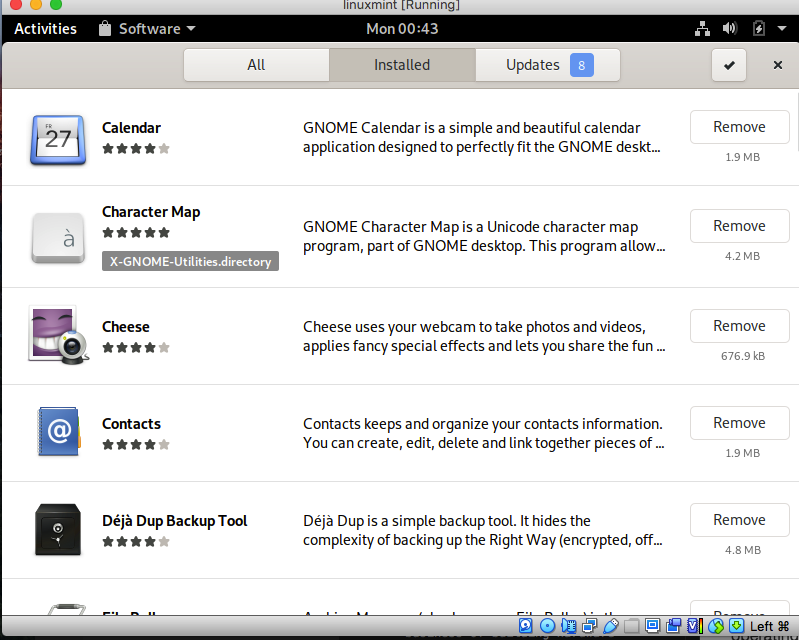 linuxmint [Running]
Activities Software Mon 00:43
All Installed Updates 8
FR
27
Calendar
GNOME Calendar is a simple and beautiful calendar
application designed to perfectly fit the GNOME deskt...
Remove
1.9 MB
à
Character Map
X-GNOME-Utilities.directory
GNOME Character Map is a Unicode character map
program, part of GNOME desktop. This program allow...
Remove
4.2 MB
Cheese
Cheese uses your webcam to take photos and videos,
applies fancy special effects and lets you share the fun ...
Remove
676.9 kB
@
Contacts
Contacts keeps and organize your contacts information.
You can create, edit, delete and link together pieces of ...
Remove
1.9 MB
Déjà Dup Backup Tool
Déjà Dup is a simple backup tool. It hides the
complexity of backing up the Right Way (encrypted, off...
Remove
4.8 MB
Left ⌘